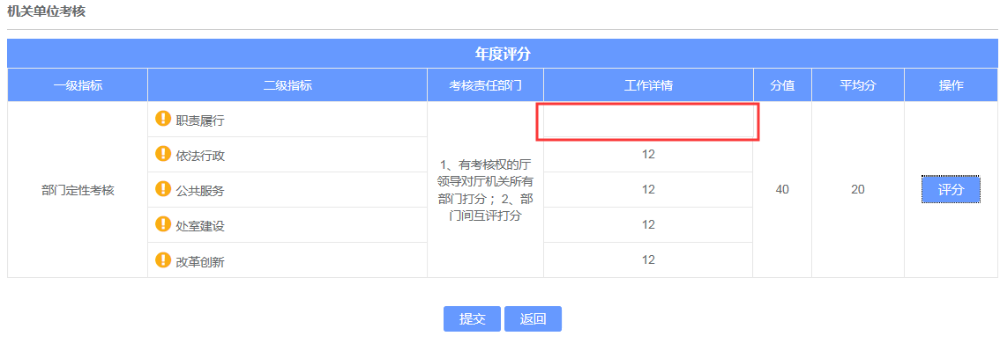 机关单位考核
年度评分
一级指标 二级指标 考核责任部门 工作详情 分值 平均分 操作
职责履行
依法行政 12
部门定性考核 公共服务 1、有考核权的厅 12 40 20 评分
领导对厅机关所有
部门打分； 2、部
门间互评打分
处室建设 12
改革创新 12
提交 返回